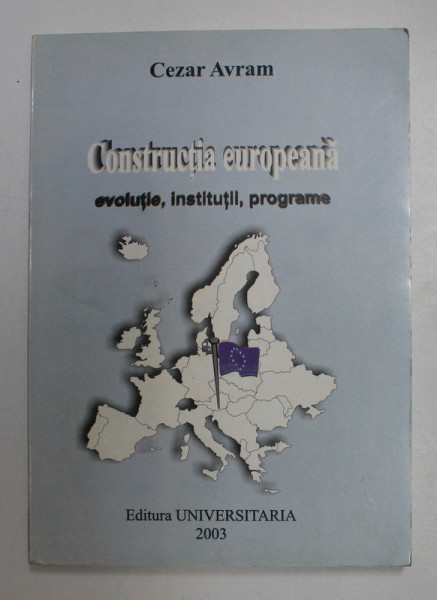 Cezar Avram
Construcția europeană
evoluție, instituții, programe
Editura UNIVERSITARIA
2003